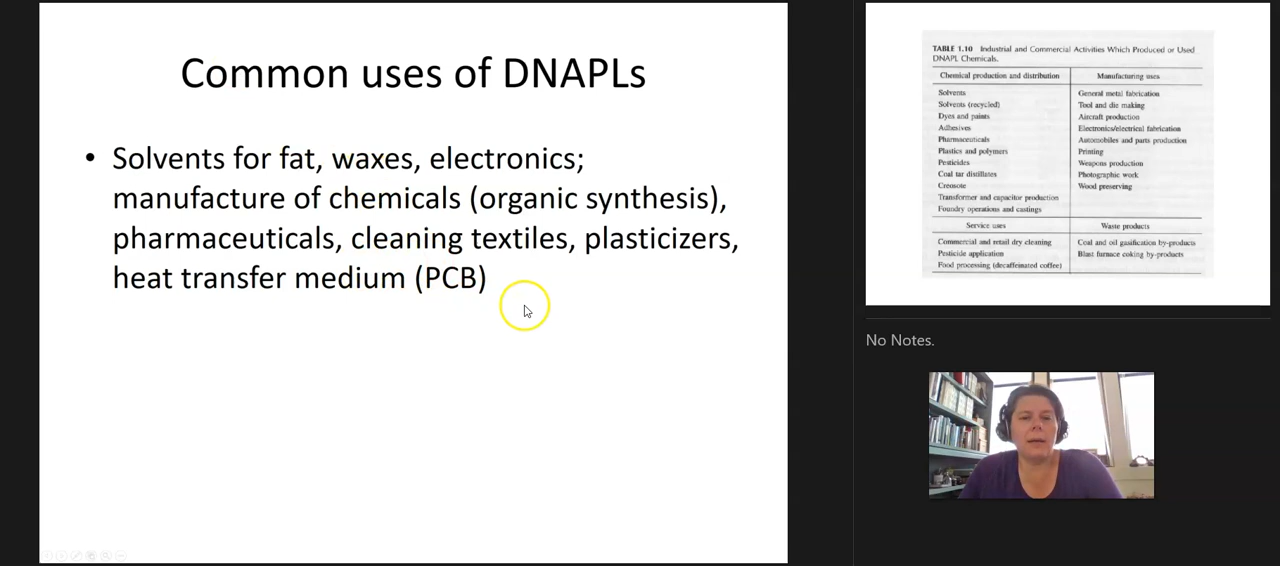 Common uses of DNAPLs
• Solvents for fat, waxes, electronics;
manufacture of chemicals (organic synthesis),
pharmaceuticals, cleaning textiles, plasticizers,
heat transfer medium (PCB)
TABLE 1.10 Industrial and Commercial Activities Which Produced or Used
DNAPL Chemicals.
Chemical production and distribution
Manufacturing uses
Solvents
General metal fabrication
Solvents (recycled)
Tool and die making
Dyes and paints
Aircraft production
Adhesives
Electronics/electrical fabrication
Pharmaceuticals
Automobiles and parts production
Plastics and polymers
Printing
Pesticides
Weapons production
Coal tar distillates
Photographic work
Creosote
Wood preserving
Transformer and capacitor production
Foundry operations and castings
Service uses
Waste products
Commercial and retail dry cleaning
Coal and oil gasification by-products
Pesticide application
Blast furnace coking by-products
Food processing (decaffeinated coffee)
No Notes.